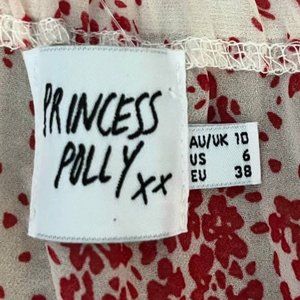 PRINCESS
POLLY
xx
AU/UK 10
US 6
EU 38